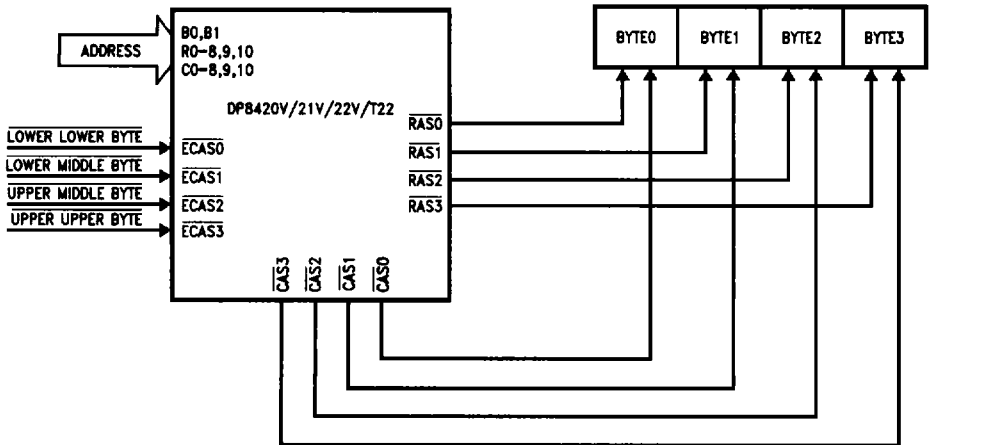 ADDRESS
B0,B1
R0-8,9,10
C0-8,9,10
DP8420V/21V/22V/T22
LOWER LOWER BYTE
LOWER MIDDLE BYTE
UPPER MIDDLE BYTE
UPPER UPPER BYTE
ECAS0
ECAS1
ECAS2
ECAS3
RAS0
RAS1
RAS2
RAS3
CAS3
CAS2
CAS1
CAS0
BYTE0
BYTE1
BYTE2
BYTE3